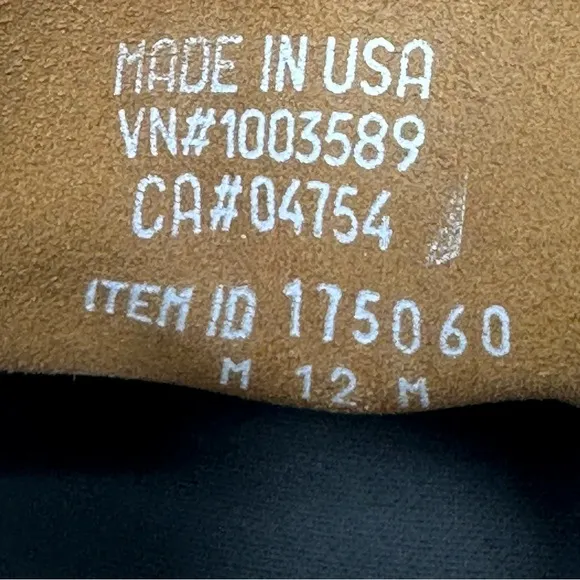 MADE IN USA
VN#1003589
CA#04754
ITEM ID 175060
M 12 M